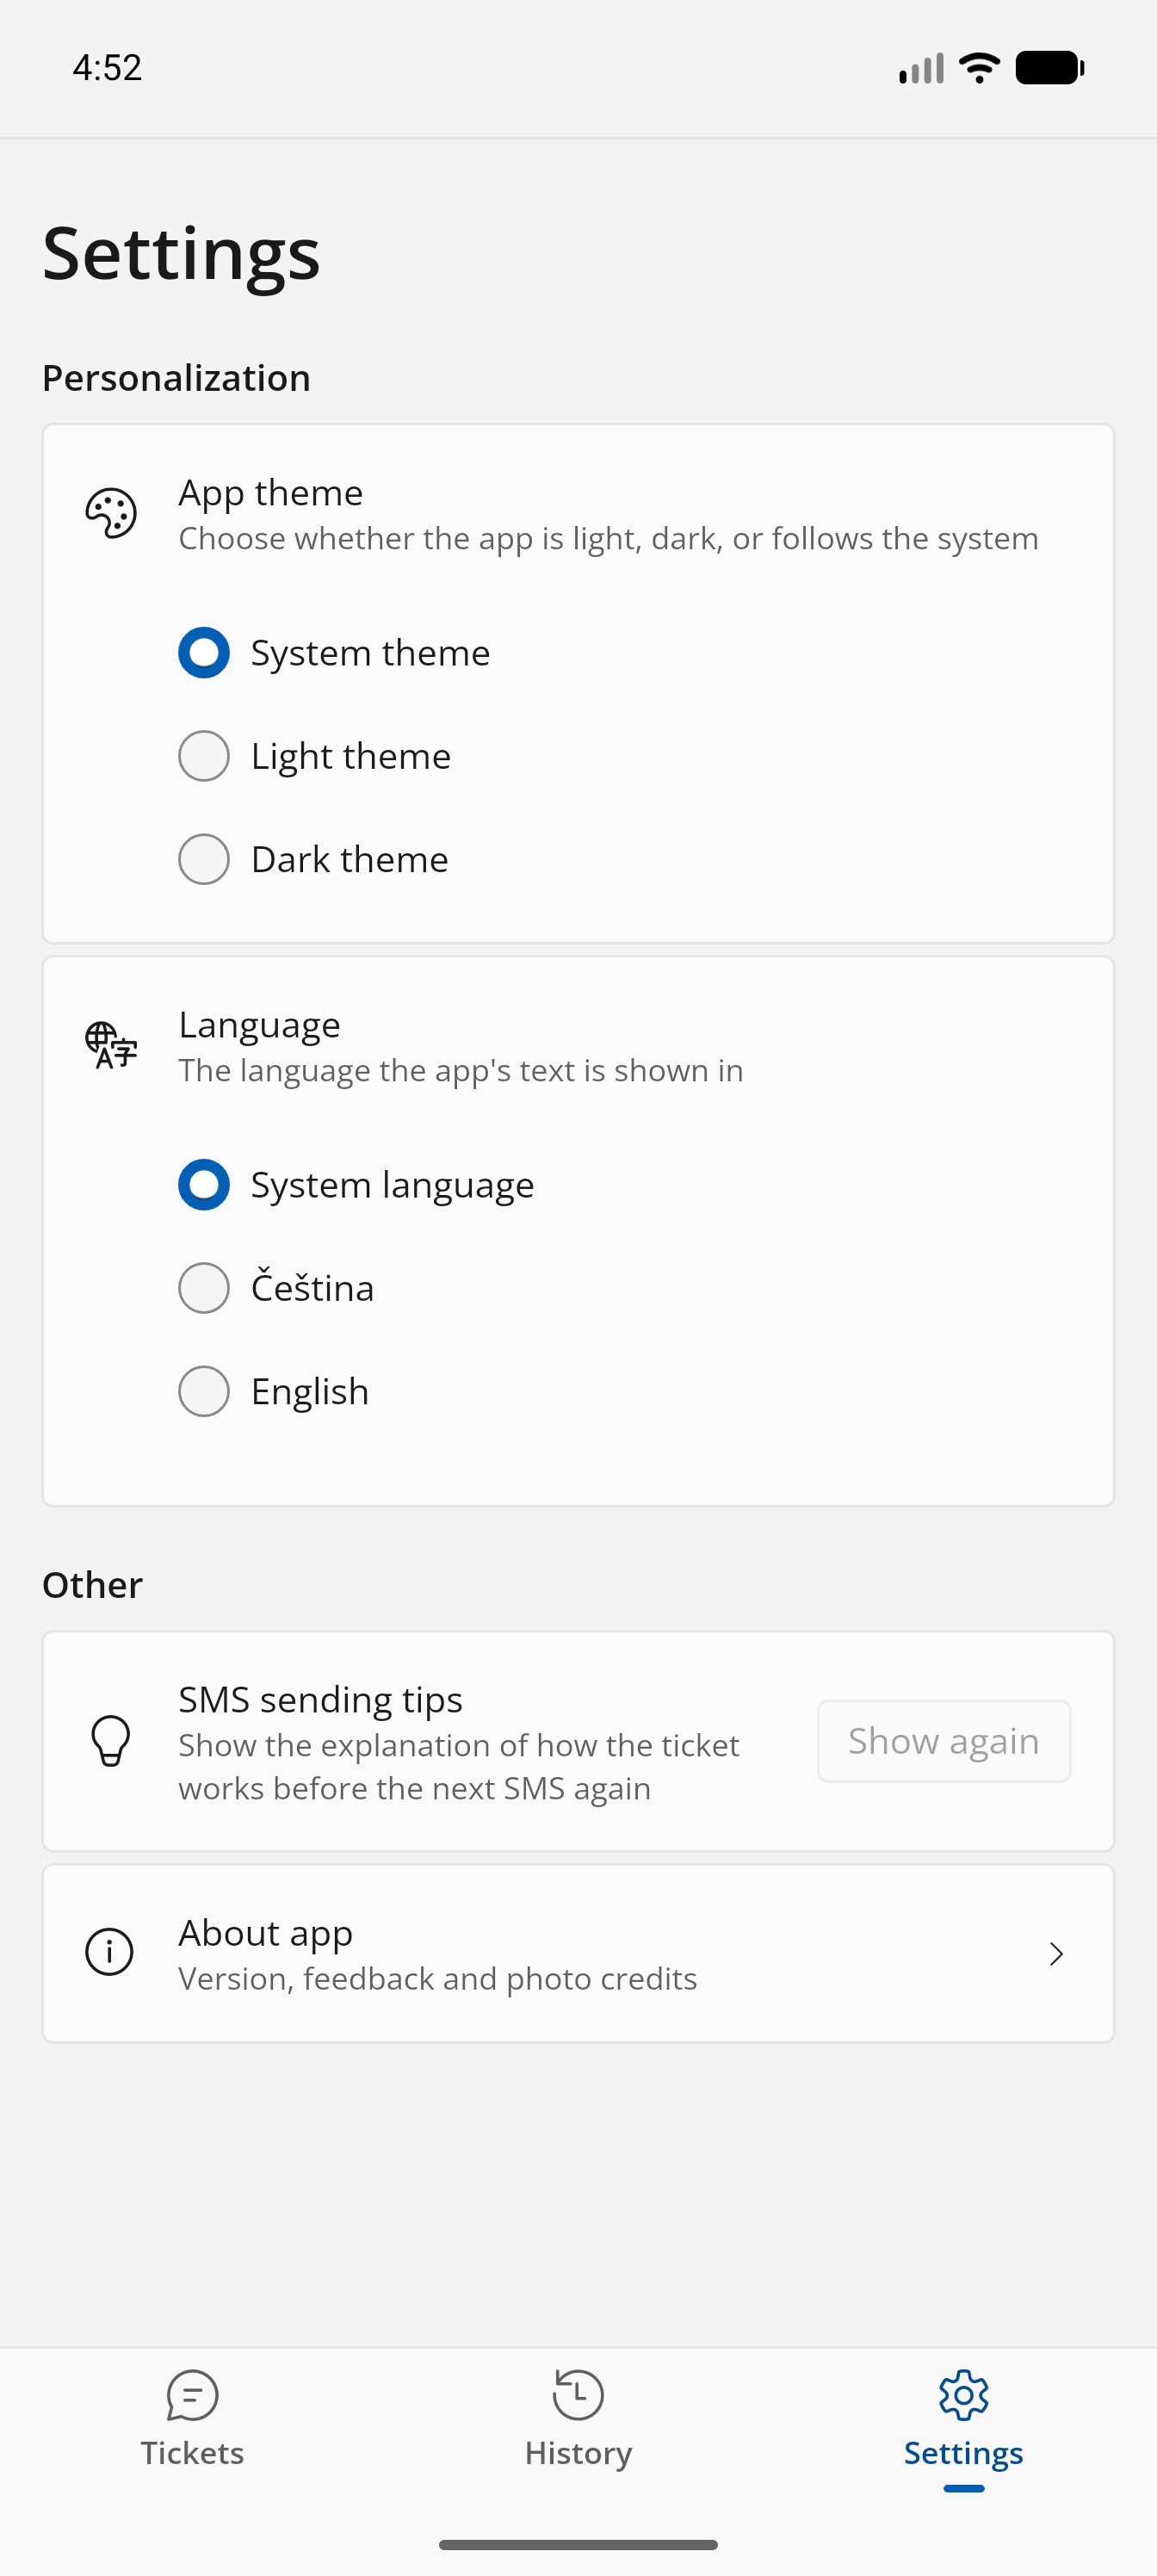 4:52
Settings
Personalization
App theme
Choose whether the app is light, dark, or follows the system
System theme
Light theme
Dark theme
Language
The language the app's text is shown in
System language
Čeština
English
Other
SMS sending tips
Show the explanation of how the ticket
works before the next SMS again
Show again
About app
Version, feedback and photo credits
Tickets
History
Settings